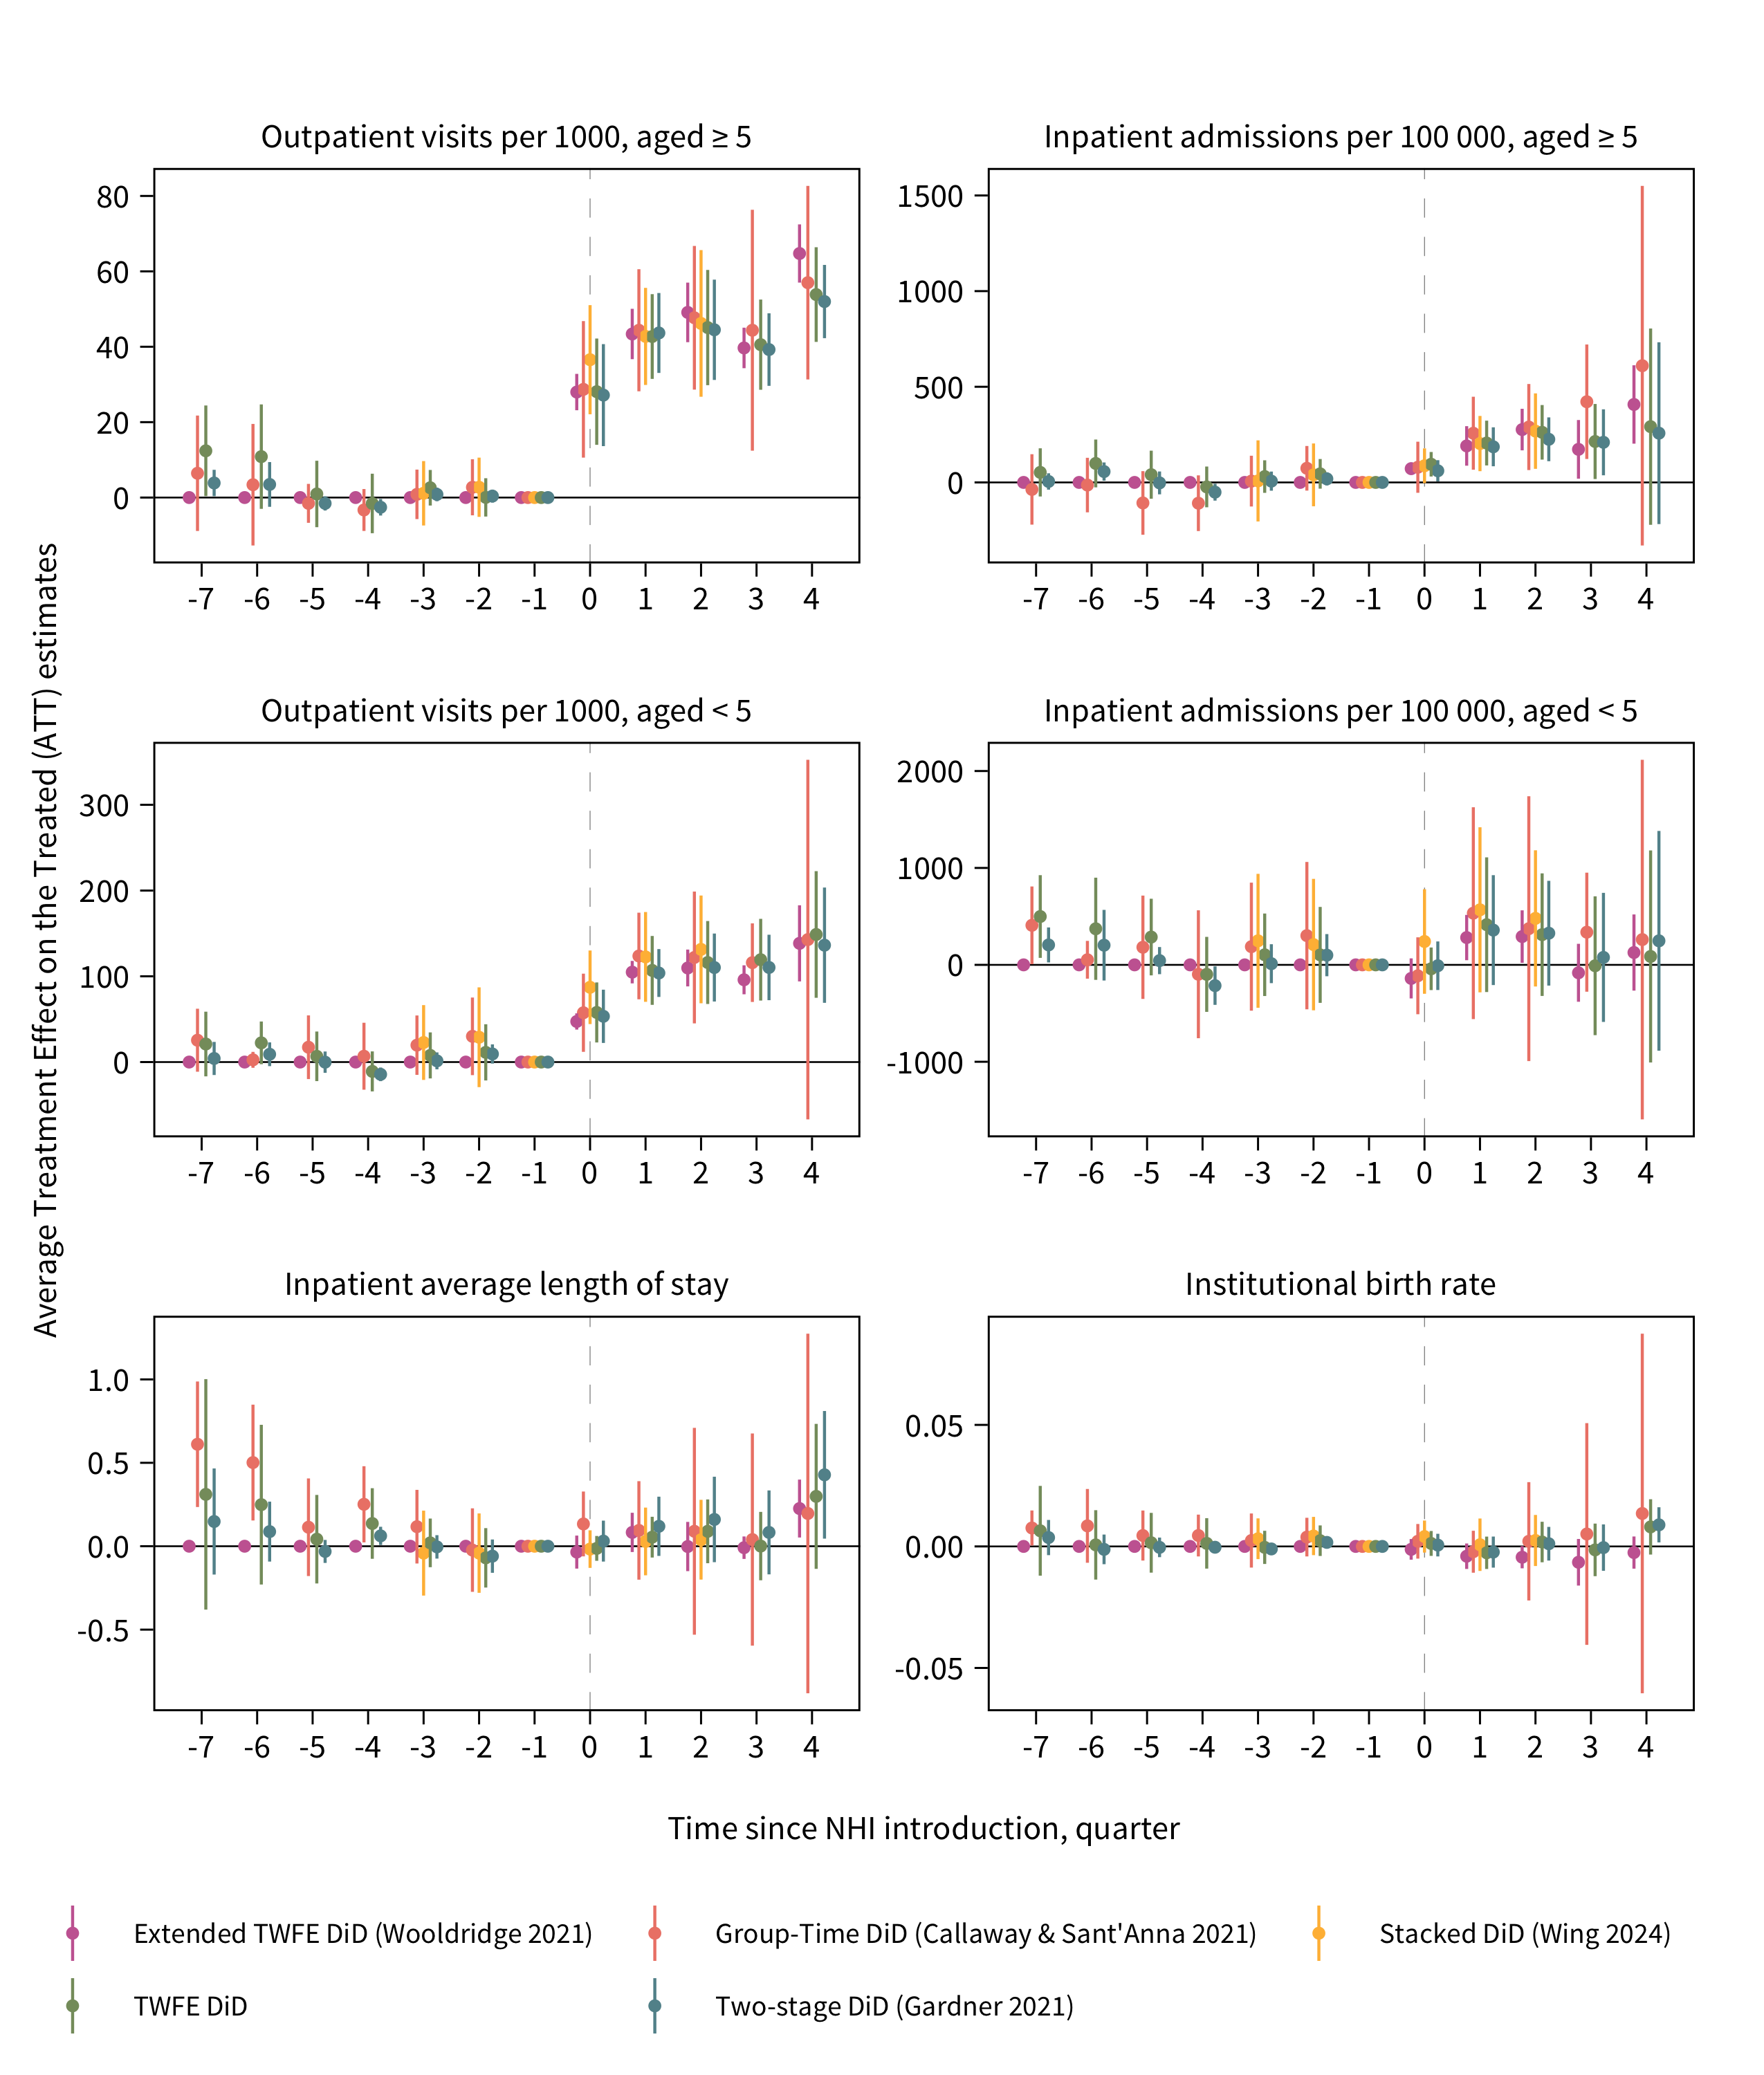 Outpatient visits per 1000, aged ≥ 5
Inpatient admissions per 100 000, aged ≥ 5
80
60
40
20
0
-7 -6 -5 -4 -3 -2 -1 0 1 2 3 4
1500
1000
500
0
-7 -6 -5 -4 -3 -2 -1 0 1 2 3 4
Average Treatment Effect on the Treated (ATT) estimates
Outpatient visits per 1000, aged < 5
Inpatient admissions per 100 000, aged < 5
300
200
100
0
-7 -6 -5 -4 -3 -2 -1 0 1 2 3 4
2000
1000
0
-1000
-7 -6 -5 -4 -3 -2 -1 0 1 2 3 4
Inpatient average length of stay
Institutional birth rate
1.0
0.5
0.0
-0.5
-7 -6 -5 -4 -3 -2 -1 0 1 2 3 4
0.05
0.00
-0.05
-7 -6 -5 -4 -3 -2 -1 0 1 2 3 4
Time since NHI introduction, quarter
Extended TWFE DiD (Wooldridge 2021)
Group-Time DiD (Callaway & Sant'Anna 2021)
Stacked DiD (Wing 2024)
TWFE DiD
Two-stage DiD (Gardner 2021)